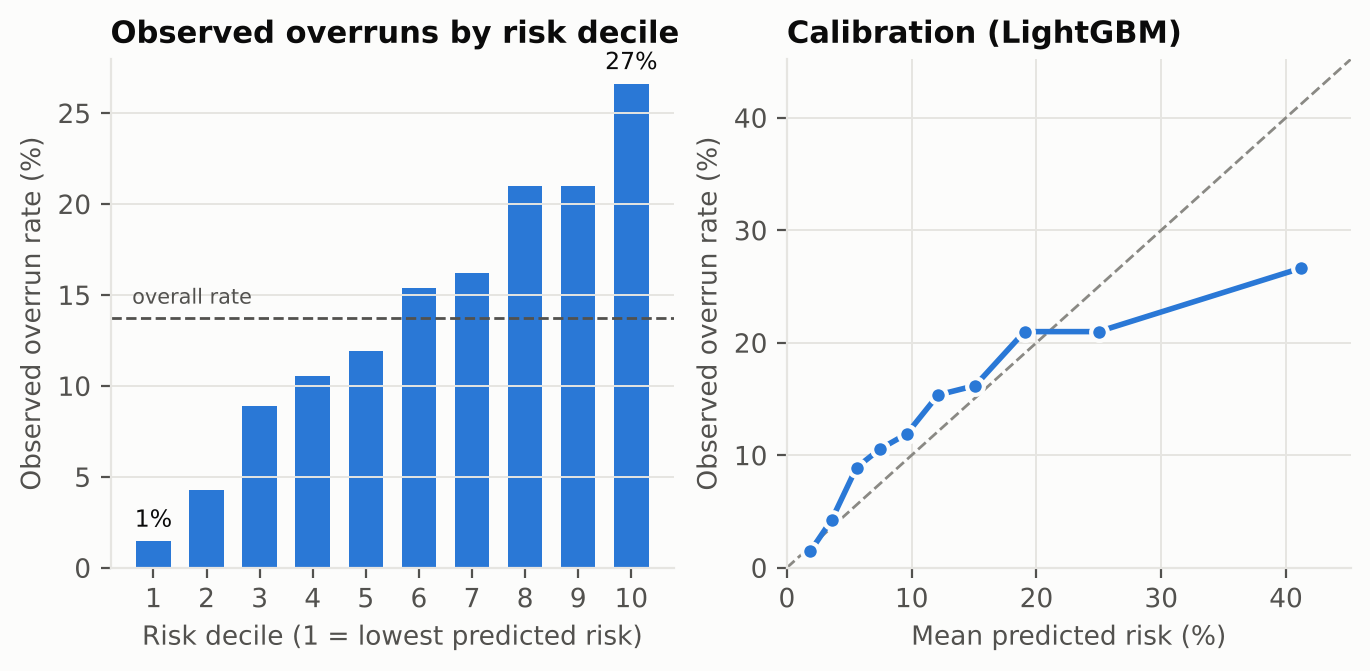 Observed overruns by risk decile
27%
25
20
15
10
5
0
Observed overrun rate (%)
overall rate
1%
1 2 3 4 5 6 7 8 9 10
Risk decile (1 = lowest predicted risk)
Calibration (LightGBM)
40
30
20
10
0
Observed overrun rate (%)
0 10 20 30 40
Mean predicted risk (%)